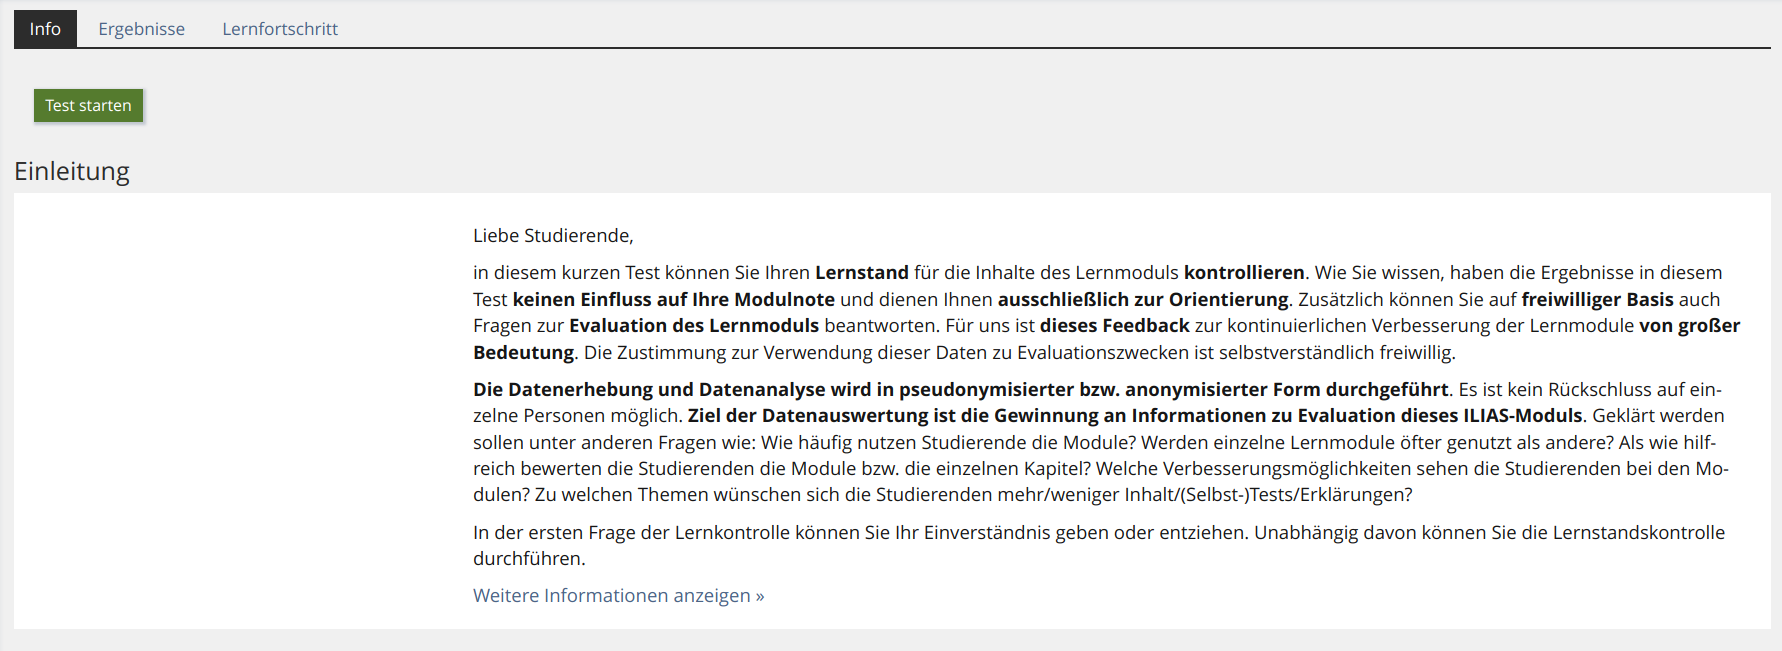 Info Ergebnisse Lernfortschritt
Test starten
Einleitung
Liebe Studierende,
in diesem kurzen Test können Sie Ihren Lernstand für die Inhalte des Lernmoduls kontrollieren. Wie Sie wissen, haben die Ergebnisse in diesem
Test keinen Einfluss auf Ihre Modulnote und dienen Ihnen ausschließlich zur Orientierung. Zusätzlich können Sie auf freiwilliger Basis auch
Fragen zur Evaluation des Lernmoduls beantworten. Für uns ist dieses Feedback zur kontinuierlichen Verbesserung der Lernmodule von großer
Bedeutung. Die Zustimmung zur Verwendung dieser Daten zu Evaluationszwecken ist selbstverständlich freiwillig.
Die Datenerhebung und Datenanalyse wird in pseudonymisierter bzw. anonymisierter Form durchgeführt. Es ist kein Rückschluss auf ein-
zelne Personen möglich. Ziel der Datenauswertung ist die Gewinnung an Informationen zu Evaluation dieses ILIAS-Moduls. Geklärt werden
sollen unter anderen Fragen wie: Wie häufig nutzen Studierende die Module? Werden einzelne Lernmodule öfter genutzt als andere? Als wie hilf-
reich bewerten die Studierenden die Module bzw. die einzelnen Kapitel? Welche Verbesserungsmöglichkeiten sehen die Studierenden bei den Mo-
dulen? Zu welchen Themen wünschen sich die Studierenden mehr/weniger Inhalt/(Selbst-)Tests/Erklärungen?
In der ersten Frage der Lernkontrolle können Sie Ihr Einverständnis geben oder entziehen. Unabhängig davon können Sie die Lernstandskontrolle
durchführen.
Weitere Informationen anzeigen »